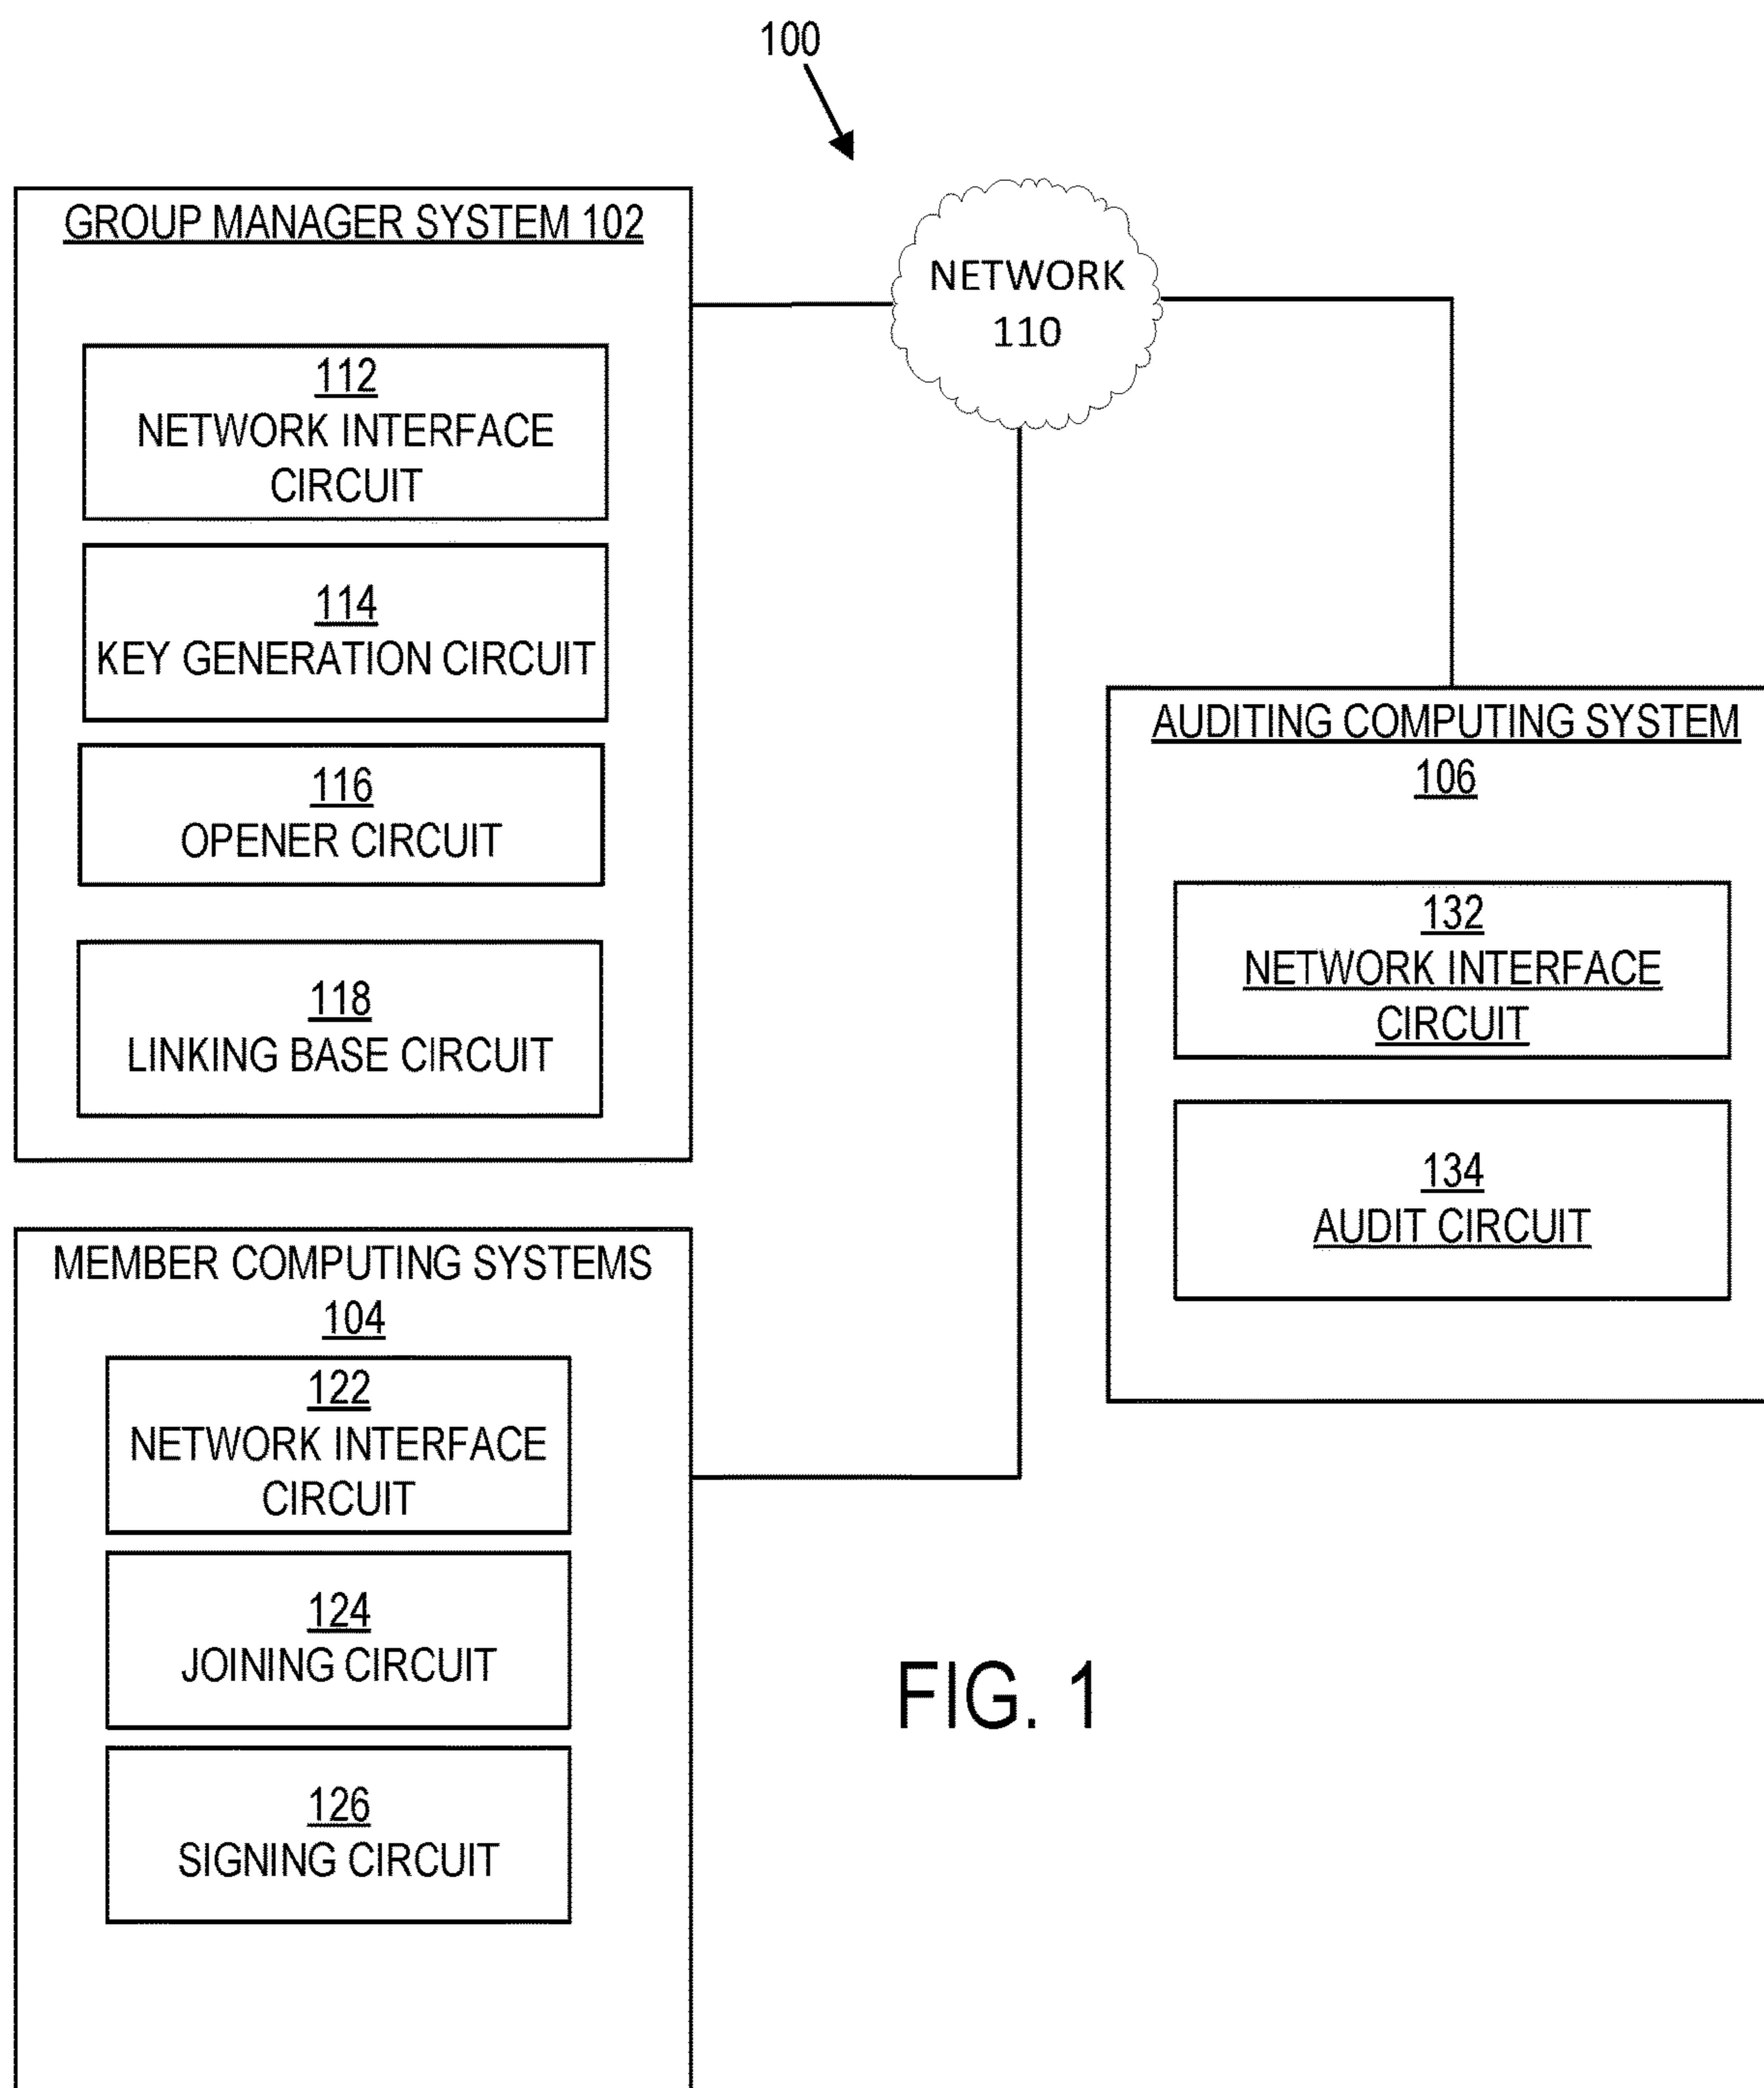 100
GROUP MANAGER SYSTEM 102
112
NETWORK INTERFACE
CIRCUIT
114
KEY GENERATION CIRCUIT
116
OPENER CIRCUIT
118
LINKING BASE CIRCUIT
NETWORK
110
AUDITING COMPUTING SYSTEM
106
132
NETWORK INTERFACE
CIRCUIT
134
AUDIT CIRCUIT
MEMBER COMPUTING SYSTEMS
104
122
NETWORK INTERFACE
CIRCUIT
124
JOINING CIRCUIT
126
SIGNING CIRCUIT
FIG. 1